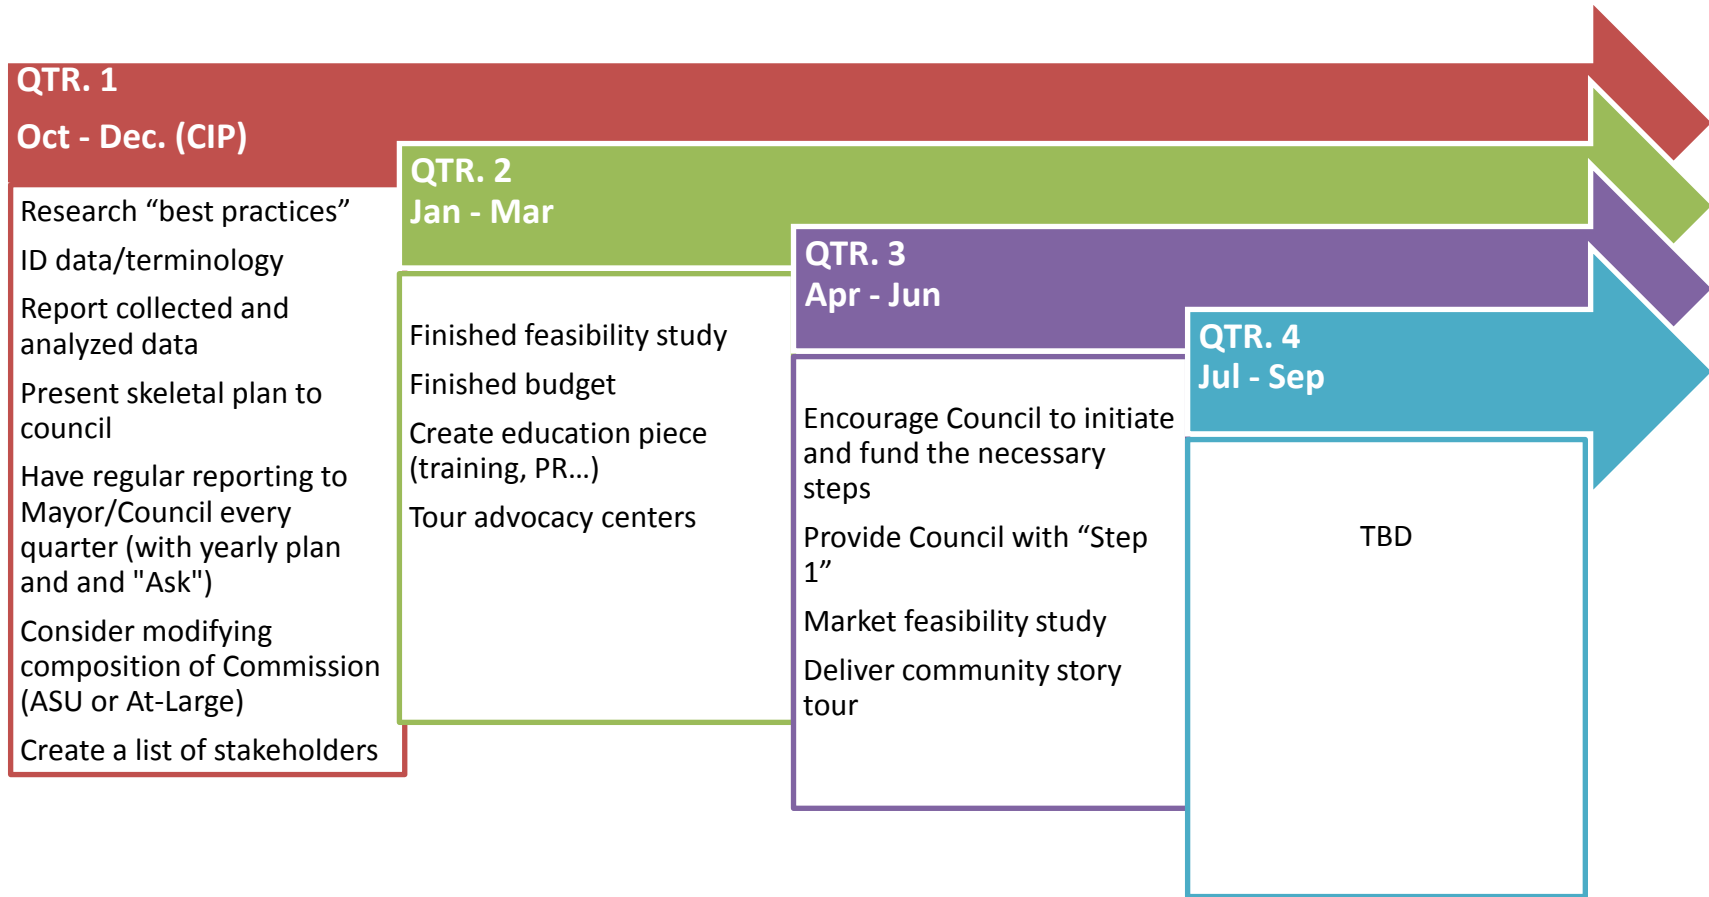 QTR. 1
Oct - Dec. (CIP)
Research “best practices”
ID data/terminology
Report collected and
analyzed data
Present skeletal plan to
council
Have regular reporting to
Mayor/Council every
quarter (with yearly plan
and and "Ask")
Consider modifying
composition of Commission
(ASU or At-Large)
Create a list of stakeholders
QTR. 2
Jan - Mar
Finished feasibility study
Finished budget
Create education piece
(training, PR…)
Tour advocacy centers
QTR. 3
Apr - Jun
Encourage Council to initiate
and fund the necessary
steps
Provide Council with “Step
1”
Market feasibility study
Deliver community story
tour
QTR. 4
Jul - Sep
TBD